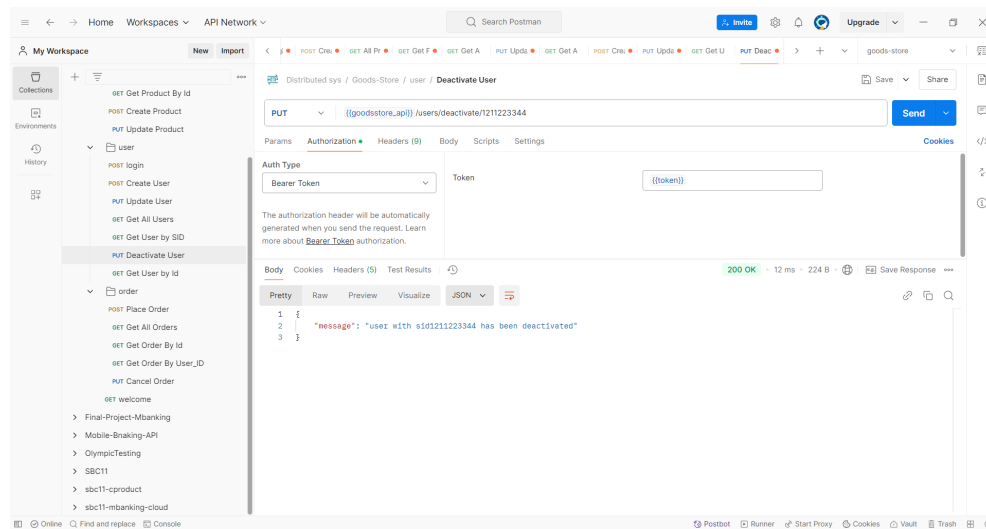 Home Workspaces API Network Search Postman Invite Upgrade
My Workspace New Import
POST Crea GET All Pr GET Get F GET Get A PUT Upda GET Get A POST Crea PUT Upda GET Get U PUT Deac goods-store
Collections
Environments
History
GET Get Product By Id
POST Create Product
PUT Update Product
user
POST login
POST Create User
PUT Update User
GET Get All Users
GET Get User by SID
PUT Deactivate User
GET Get User by Id
order
POST Place Order
GET Get All Orders
GET Get Order By Id
GET Get Order By User_ID
PUT Cancel Order
GET welcome
Final-Project-Mbanking
Mobile-Bnaking-API
OlympicTesting
SBC11
sbc11-cproduct
sbc11-mbanking-cloud
Distributed sys / Goods-Store / user / Deactivate User Save Share
PUT {{goodsstore_api}} /users/deactivate/1211223344 Send
Params Authorization Headers (9) Body Scripts Settings Cookies
Auth Type
Bearer Token
Token {{token}}
The authorization header will be automatically
generated when you send the request. Learn
more about Bearer Token authorization.
Body Cookies Headers (5) Test Results 200 OK 12 ms 224 B Save Response
Pretty Raw Preview Visualize JSON
1 {
2 "message": "user with sid1211223344 has been deactivated"
3 }
Online Find and replace Console Postbot Runner Start Proxy Cookies Vault Trash